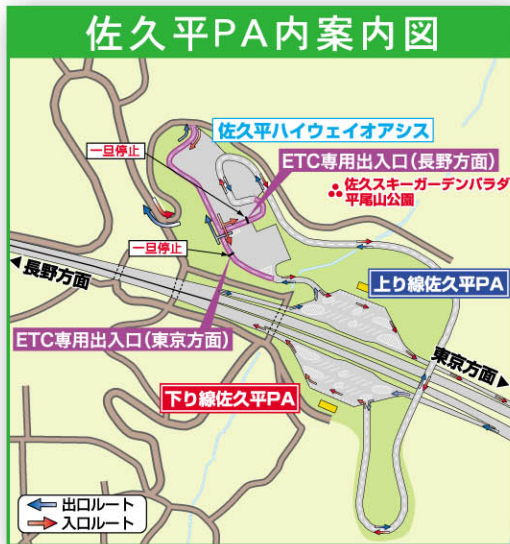 佐久平PA内案内図
佐久平ハイウェイオアシス
一旦停止
ETC専用出入口(長野方面)
佐久スキーガーデンパラダ
平尾山公園
一旦停止
長野方面
上り線佐久平PA
ETC専用出入口(東京方面)
東京方面
下り線佐久平PA
出口ルート
入口ルート